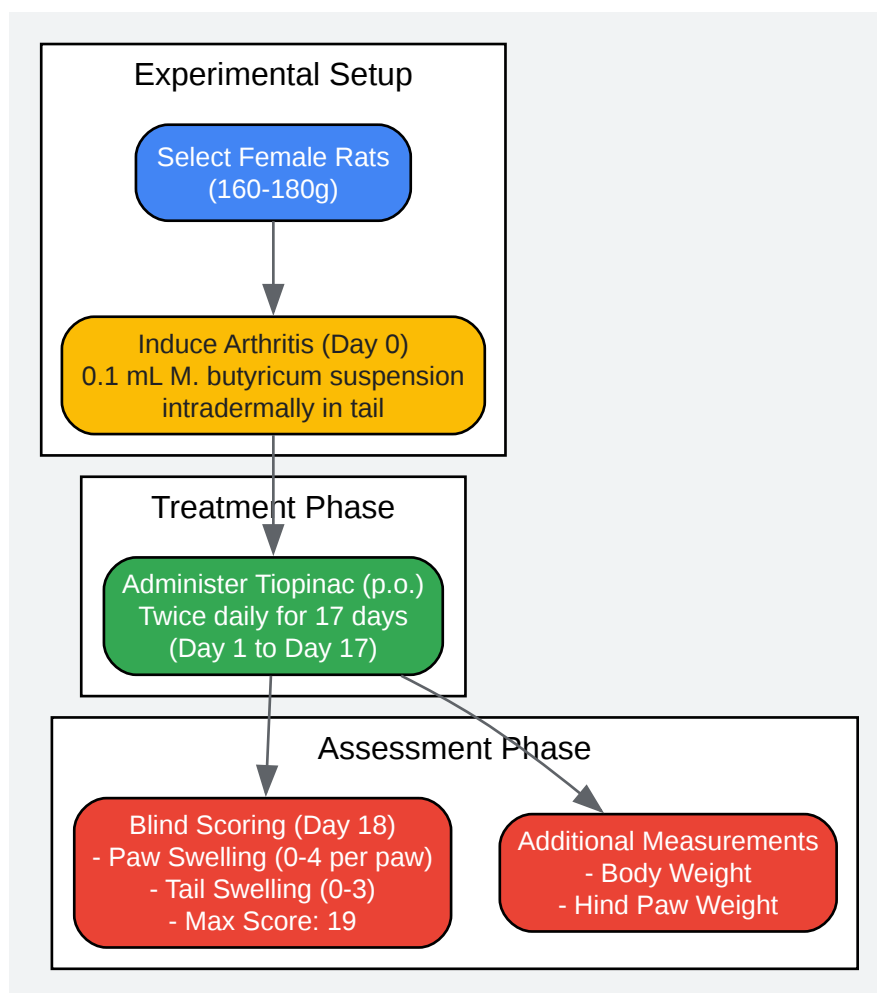 Experimental Setup
Select Female Rats
(160-180g)
Induce Arthritis (Day 0)
0.1 mL M. butyricum suspension
intradermally in tail
Treatment Phase
Administer Tiopinac (p.o.)
Twice daily for 17 days
(Day 1 to Day 17)
Assessment Phase
Blind Scoring (Day 18)
- Paw Swelling (0-4 per paw)
- Tail Swelling (0-3)
- Max Score: 19
Additional Measurements
- Body Weight
- Hind Paw Weight